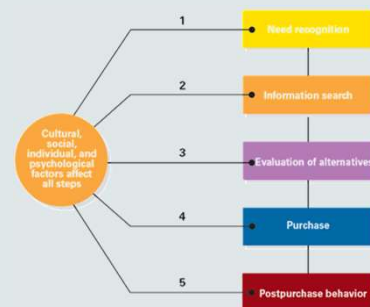 1
Need recognition
2
Information search
Cultural,
social,
individual, and
psychological
factors affect
all steps
3
Evaluation of alternatives
4
Purchase
5
Postpurchase behavior